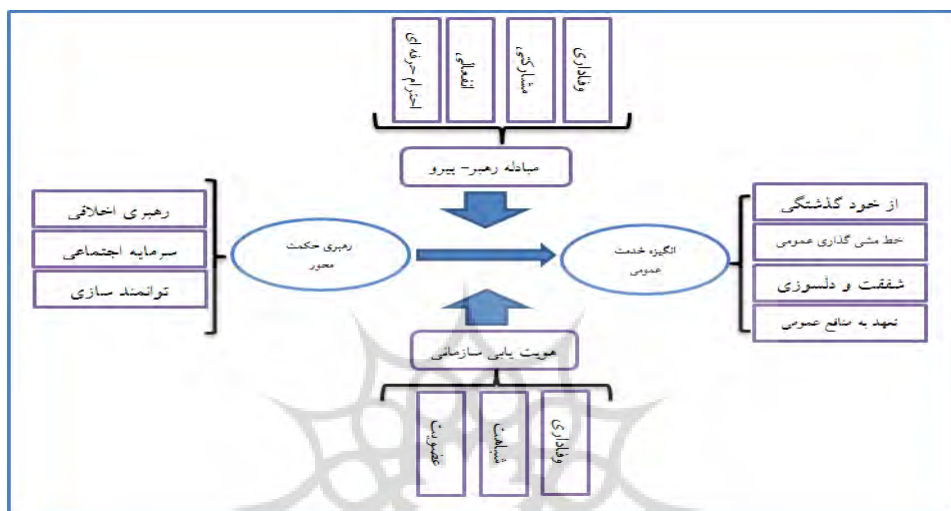 وفاداری
مشارکتی
انفعالی
احترام حرفه ای
مبادله رهبر- پیرو
از خود گذشتگی
خط مشی گذاری عمومی
شفقت و دلسوزی
تعهد به منافع عمومی
انگیزه خدمت
عمومی
رهبری حکمت
محور
رهبری اخلاقی
سرمایه اجتماعی
توانمند سازی
هویت یابی سازمانی
وفاداری
شباهت
عضویت